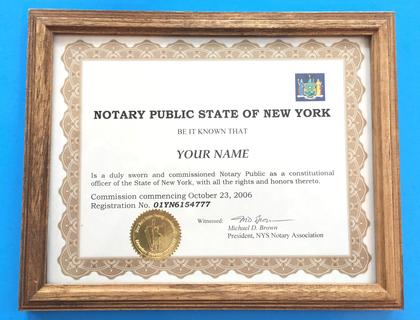 NOTARY PUBLIC STATE OF NEW YORK
BE IT KNOWN THAT
YOUR NAME
Is a duly sworn and commissioned Notary Public as a constitutional
officer of the State of New York, with all the rights and honors thereto.
Commission commencing October 23, 2006
Registration No. 01YN6154777
Witnessed:
Michael D. Brown
President, NYS Notary Association